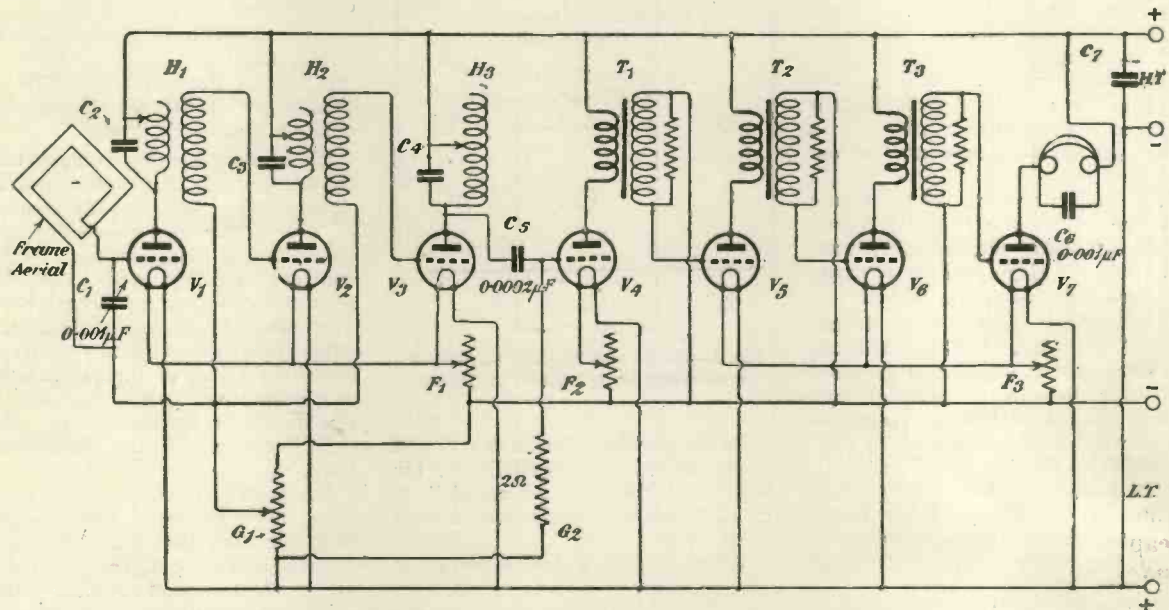 +
H1
H2
H3
T1
T2
T3
C7
H.T
C2
C3
C4
-
Frame
Aerial
C5
C6
0·001μF
C1
V1
V2
V3
0·0002μF
V4
V5
V6
V7
0·001μF
F1
F2
F3
-
2Ω
L.T.
G1
G2
+